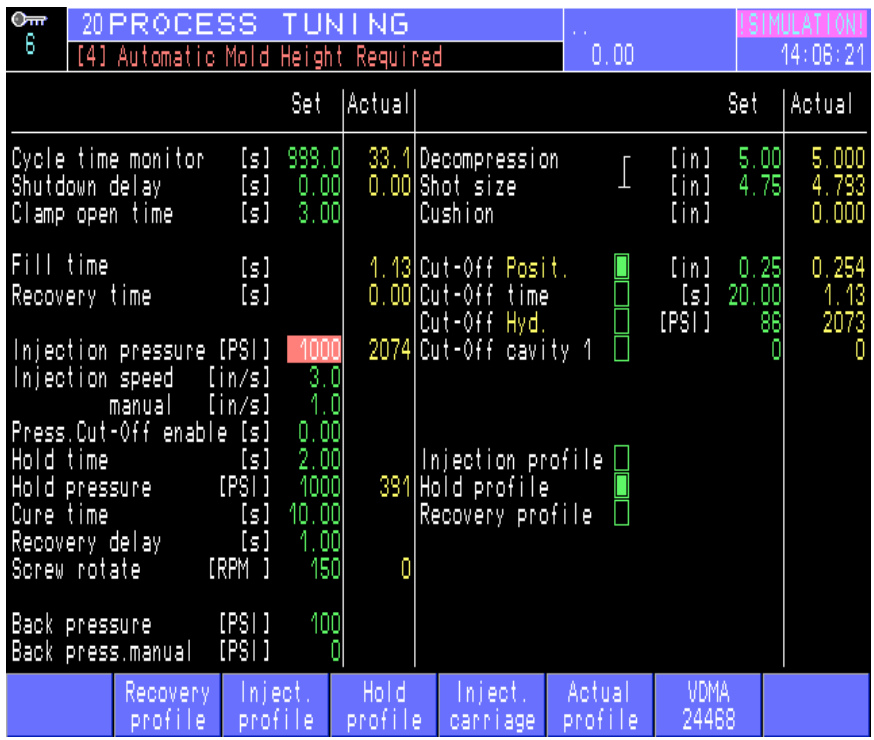 6 20 PROCESS TUNING .. !SIMULATION!
[4] Automatic Mold Height Required 0.00 14:06:21
Set Actual Set Actual
Cycle time monitor [s] 999.0 33.1 Decompression [in] 5.00 5.000
Shutdown delay [s] 0.00 0.00 Shot size [in] 4.75 4.793
Clamp open time [s] 3.00 Cushion [in] 0.000
Fill time [s] 1.13 Cut-Off Posit. [in] 0.25 0.254
Recovery time [s] 0.00 Cut-Off time [s] 20.00 1.13
Cut-Off Hyd. [PSI] 86 2073
Injection pressure [PSI] 1000 2074 Cut-Off cavity 1 0 0
Injection speed [in/s] 3.0
manual [in/s] 1.0
Press.Cut-Off enable [s] 0.00
Hold time [s] 2.00 Injection profile
Hold pressure [PSI] 1000 391 Hold profile
Cure time [s] 10.00 Recovery profile
Recovery delay [s] 1.00
Screw rotate [RPM ] 150 0
Back pressure [PSI] 100
Back press.manual [PSI] 0
Recovery Inject. Hold Inject. Actual VDMA
profile profile profile carriage profile 24468